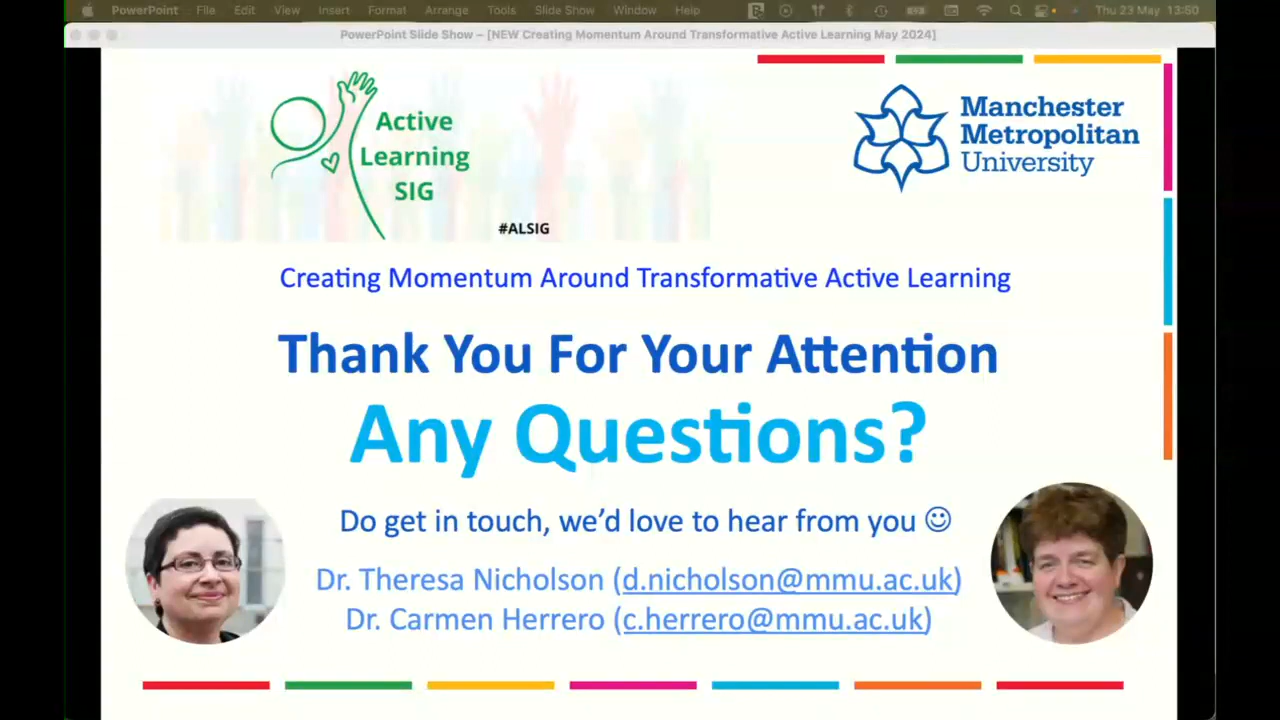 PowerPoint File Edit View Insert Format Arrange Tools Slide Show Window Help Thu 23 May 13:50
PowerPoint Slide Show – [NEW Creating Momentum Around Transformative Active Learning May 2024]
Active
Learning
SIG
#ALSIG
Manchester
Metropolitan
University
Creating Momentum Around Transformative Active Learning
Thank You For Your Attention
Any Questions?
Do get in touch, we’d love to hear from you ☺
Dr. Theresa Nicholson (d.nicholson@mmu.ac.uk)
Dr. Carmen Herrero (c.herrero@mmu.ac.uk)